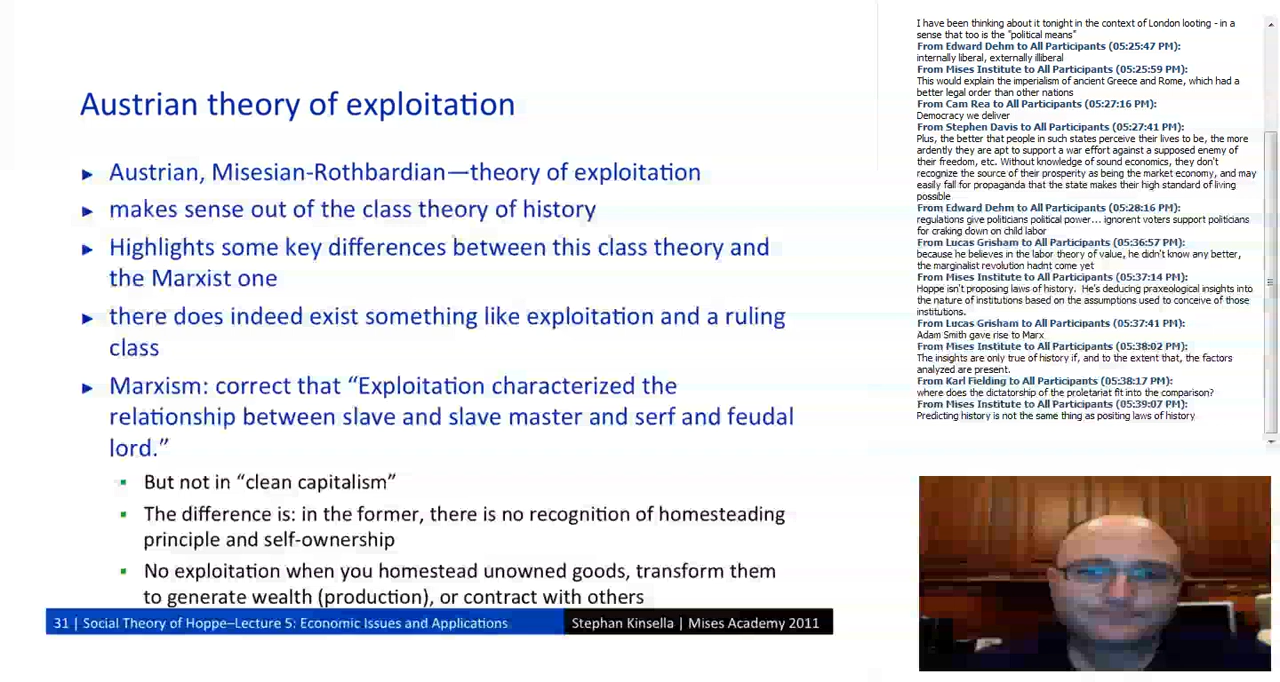 Austrian theory of exploitation
► Austrian, Misesian-Rothbardian—theory of exploitation
► makes sense out of the class theory of history
► Highlights some key differences between this class theory and
the Marxist one
► there does indeed exist something like exploitation and a ruling
class
► Marxism: correct that “Exploitation characterized the
relationship between slave and slave master and serf and feudal
lord.”
▪ But not in “clean capitalism”
▪ The difference is: in the former, there is no recognition of homesteading
principle and self-ownership
▪ No exploitation when you homestead unowned goods, transform them
to generate wealth (production), or contract with others
31 | Social Theory of Hoppe–Lecture 5: Economic Issues and Applications
Stephan Kinsella | Mises Academy 2011
I have been thinking about it tonight in the context of London looting - in a
sense that too is the "political means"
From Edward Dehm to All Participants (05:25:47 PM):
internally liberal, externally illiberal
From Mises Institute to All Participants (05:25:59 PM):
This would explain the imperialism of ancient Greece and Rome, which had a
better legal order than other nations
From Cam Rea to All Participants (05:27:16 PM):
Democracy we deliver
From Stephen Davis to All Participants (05:27:41 PM):
Plus, the better that people in such states perceive their lives to be, the more
ardently they are apt to support a war effort against a supposed enemy of
their freedom, etc. Without knowledge of sound economics, they don't
recognize the source of their prosperity as being the market economy, and may
easily fall for propaganda that the state makes their high standard of living
possible
From Edward Dehm to All Participants (05:28:16 PM):
regulations give politicians political power... ignorent voters support politicians
for craking down on child labor
From Lucas Grisham to All Participants (05:36:57 PM):
because he believes in the labor theory of value, he didn't know any better,
the marginalist revolution hadnt come yet
From Mises Institute to All Participants (05:37:14 PM):
Hoppe isn't proposing laws of history. He's deducing praxeological insights into
the nature of institutions based on the assumptions used to conceive of those
institutions.
From Lucas Grisham to All Participants (05:37:41 PM):
Adam Smith gave rise to Marx
From Mises Institute to All Participants (05:38:02 PM):
The insights are only true of history if, and to the extent that, the factors
analyzed are present.
From Karl Fielding to All Participants (05:38:17 PM):
where does the dictatorship of the proletariat fit into the comparison?
From Mises Institute to All Participants (05:39:07 PM):
Predicting history is not the same thing as positing laws of history